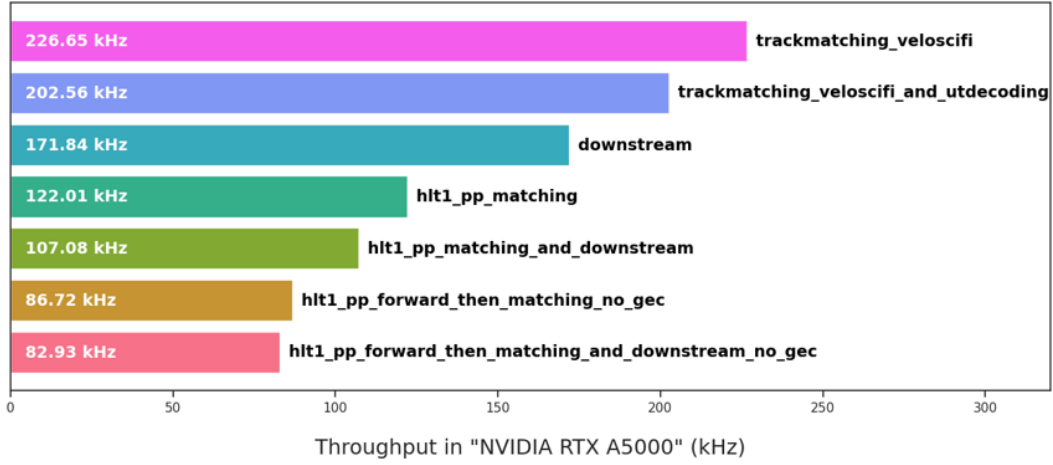 226.65 kHz trackmatching_veloscifi
202.56 kHz trackmatching_veloscifi_and_utdecoding
171.84 kHz downstream
122.01 kHz hlt1_pp_matching
107.08 kHz hlt1_pp_matching_and_downstream
86.72 kHz hlt1_pp_forward_then_matching_no_gec
82.93 kHz hlt1_pp_forward_then_matching_and_downstream_no_gec
0 50 100 150 200 250 300
Throughput in "NVIDIA RTX A5000" (kHz)